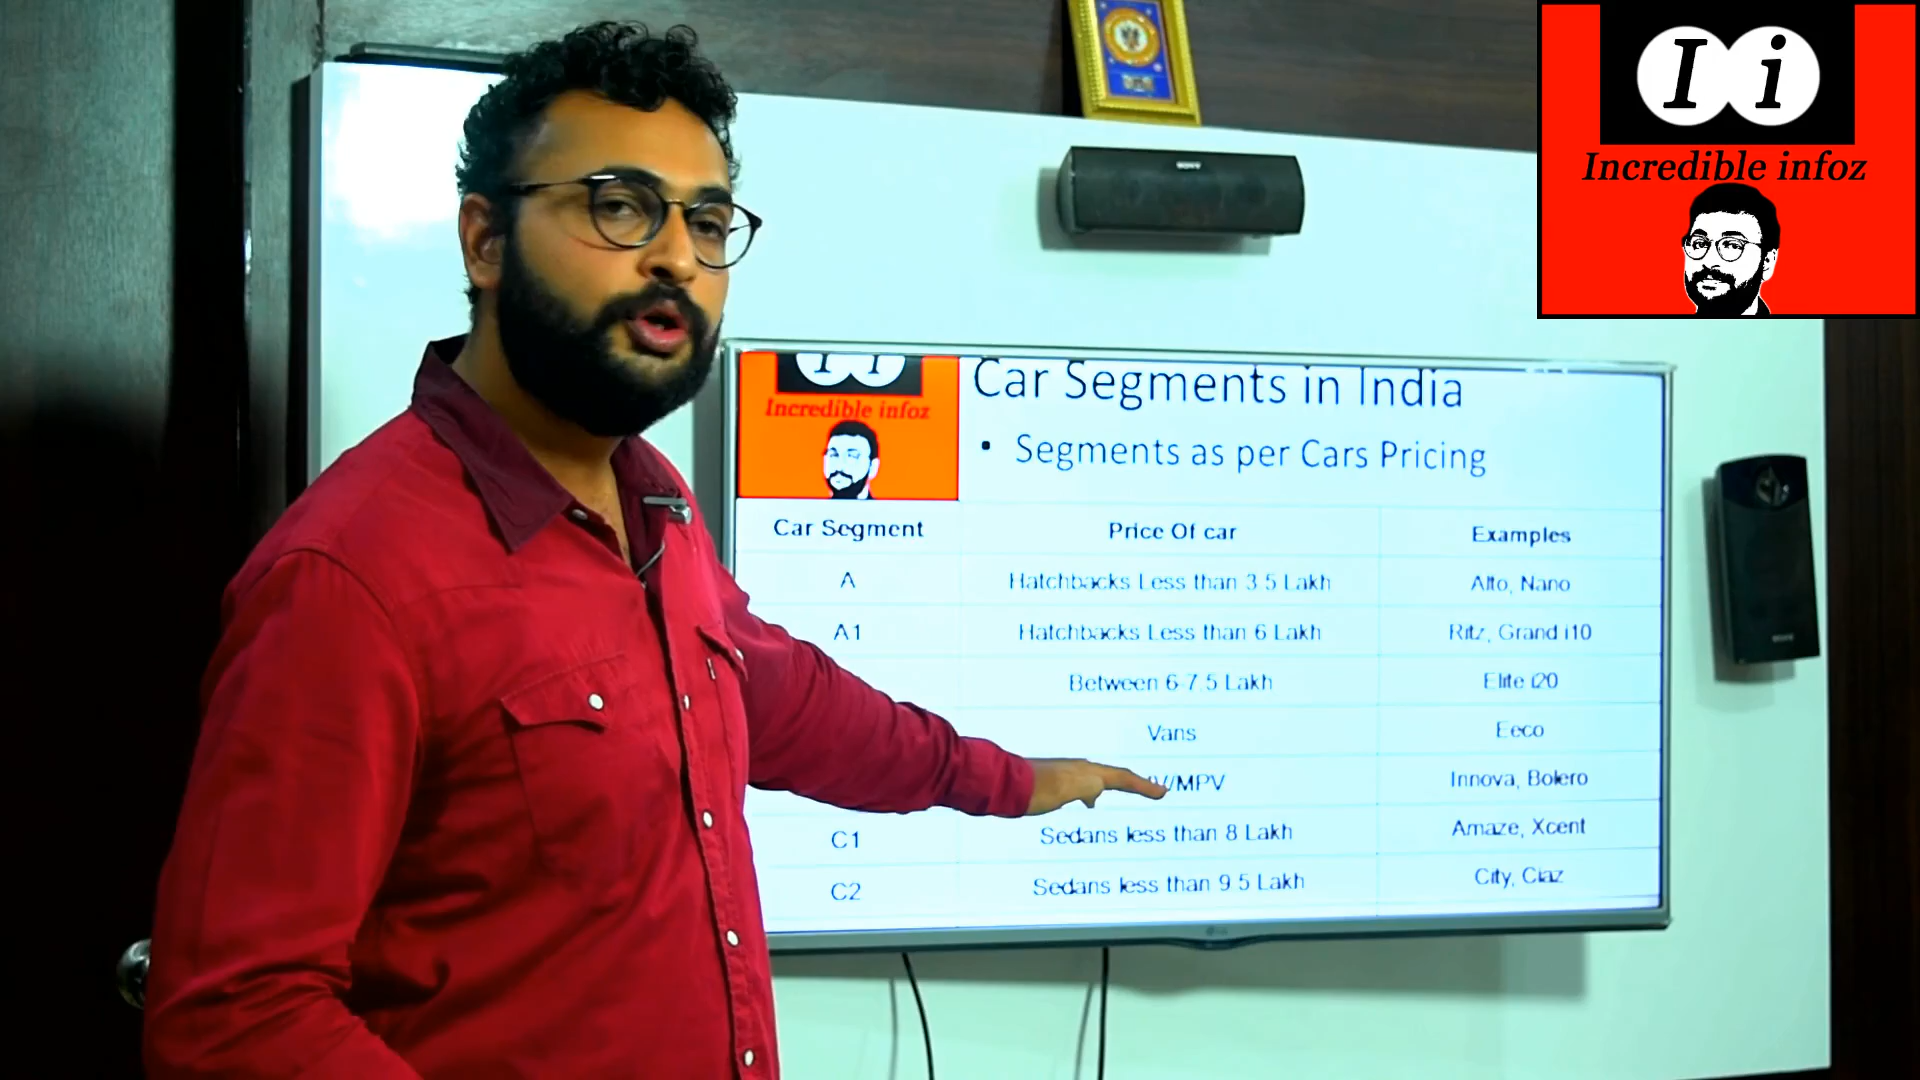 I i
Incredible infoz
SONY
I i
Incredible infoz
Car Segments in India
• Segments as per Cars Pricing
Car Segment Price Of car Examples
A Hatchbacks Less than 3.5 Lakh Alto, Nano
A1 Hatchbacks Less than 6 Lakh Ritz, Grand i10
Between 6-7.5 Lakh Elite i20
Vans Eeco
/MPV Innova, Bolero
C1 Sedans less than 8 Lakh Amaze, Xcent
C2 Sedans less than 9.5 Lakh City, Ciaz
LG